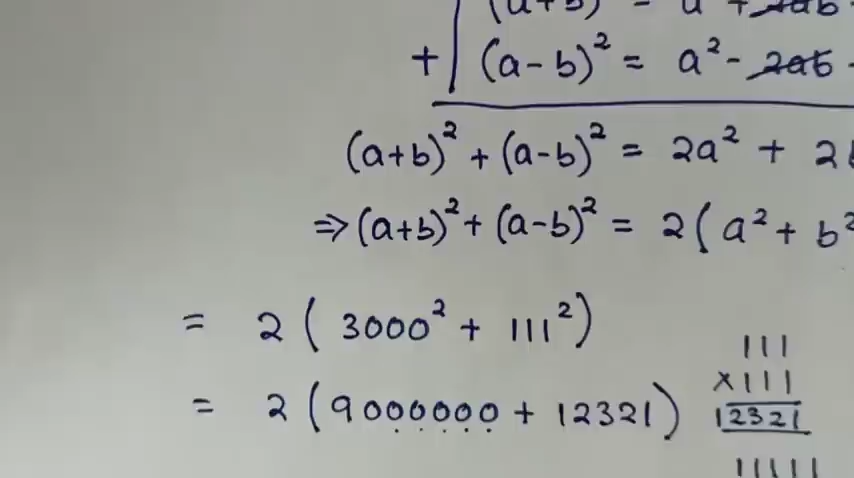 (a+b) = a + 2ab
+ (a-b)² = a² - 2ab
(a+b)² + (a-b)² = 2a² + 2
⇒ (a+b)² + (a-b)² = 2(a² + b²
= 2(3000² + 111²)
= 2(9000000 + 12321)
111
×111
12321
11111